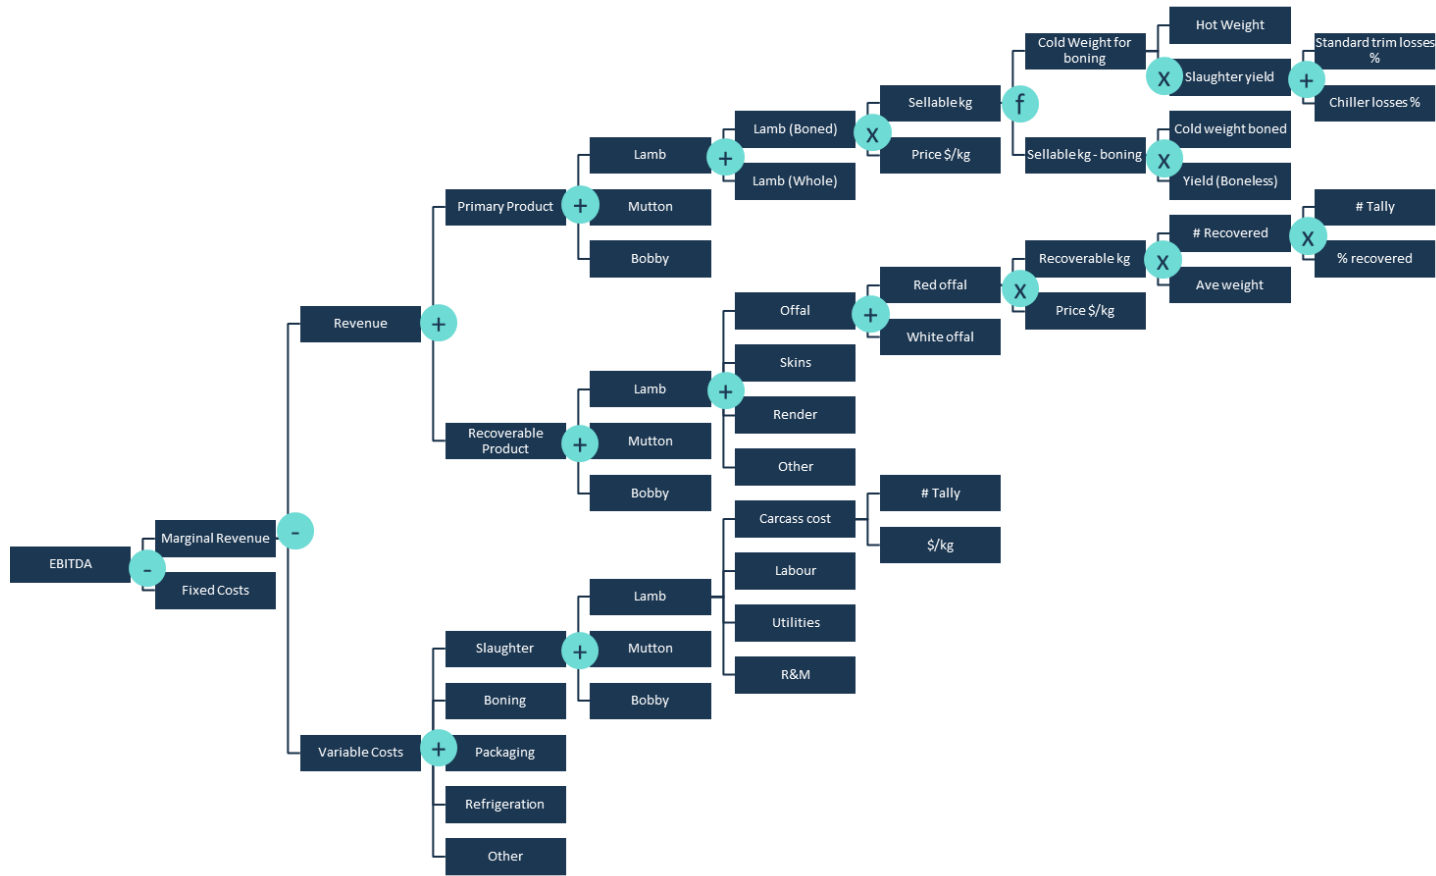 Hot Weight
Cold Weight for
boning
Standard trim losses
%
x
Slaughter yield
+
Sellable kg
f
Chiller losses %
Lamb (Boned)
Cold weight boned
x
Lamb
+
Price $/kg
Sellable kg - boning
x
Lamb (Whole)
Yield (Boneless)
Primary Product
+
Mutton
# Tally
# Recovered
x
Bobby
Recoverable kg
x
% recovered
Red offal
x
Ave weight
Offal
+
Price $/kg
Revenue
+
White offal
Skins
Lamb
+
Render
Recoverable
Product
+
Mutton
Other
Bobby
# Tally
Carcass cost
Marginal Revenue
-
$/kg
EBITDA
-
Labour
Fixed Costs
Lamb
Utilities
Slaughter
+
Mutton
R&M
Boning
Bobby
Variable Costs
+
Packaging
Refrigeration
Other